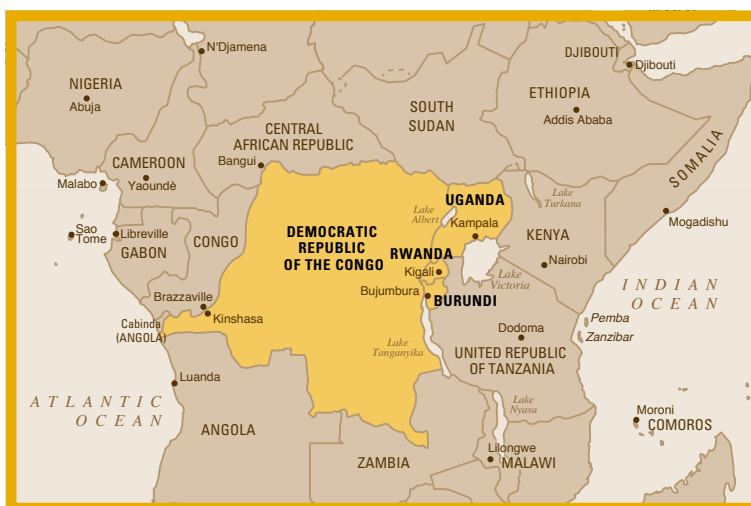 N'Djamena
DJIBOUTI
Djibouti
NIGERIA
Abuja
ETHIOPIA
Addis Ababa
SOUTH
SUDAN
CENTRAL
AFRICAN REPUBLIC
Bangui
CAMEROON
Yaoundè
Malabo
SOMALIA
Lake
Turkana
UGANDA
Kampala
Lake
Albert
Mogadishu
Sao
Tome
Libreville
GABON
CONGO
DEMOCRATIC
REPUBLIC
OF THE CONGO
KENYA
Nairobi
RWANDA
Kigali
Lake
Victoria
INDIAN
OCEAN
Bujumbura
BURUNDI
Brazzaville
Kinshasa
Cabinda
(ANGOLA)
Pemba
Zanzibar
Dodoma
Lake
Tanganyika
UNITED REPUBLIC
OF TANZANIA
Luanda
ATLANTIC
OCEAN
Lake
Nyasa
Moroni
COMOROS
ANGOLA
ZAMBIA
Lilongwe
MALAWI